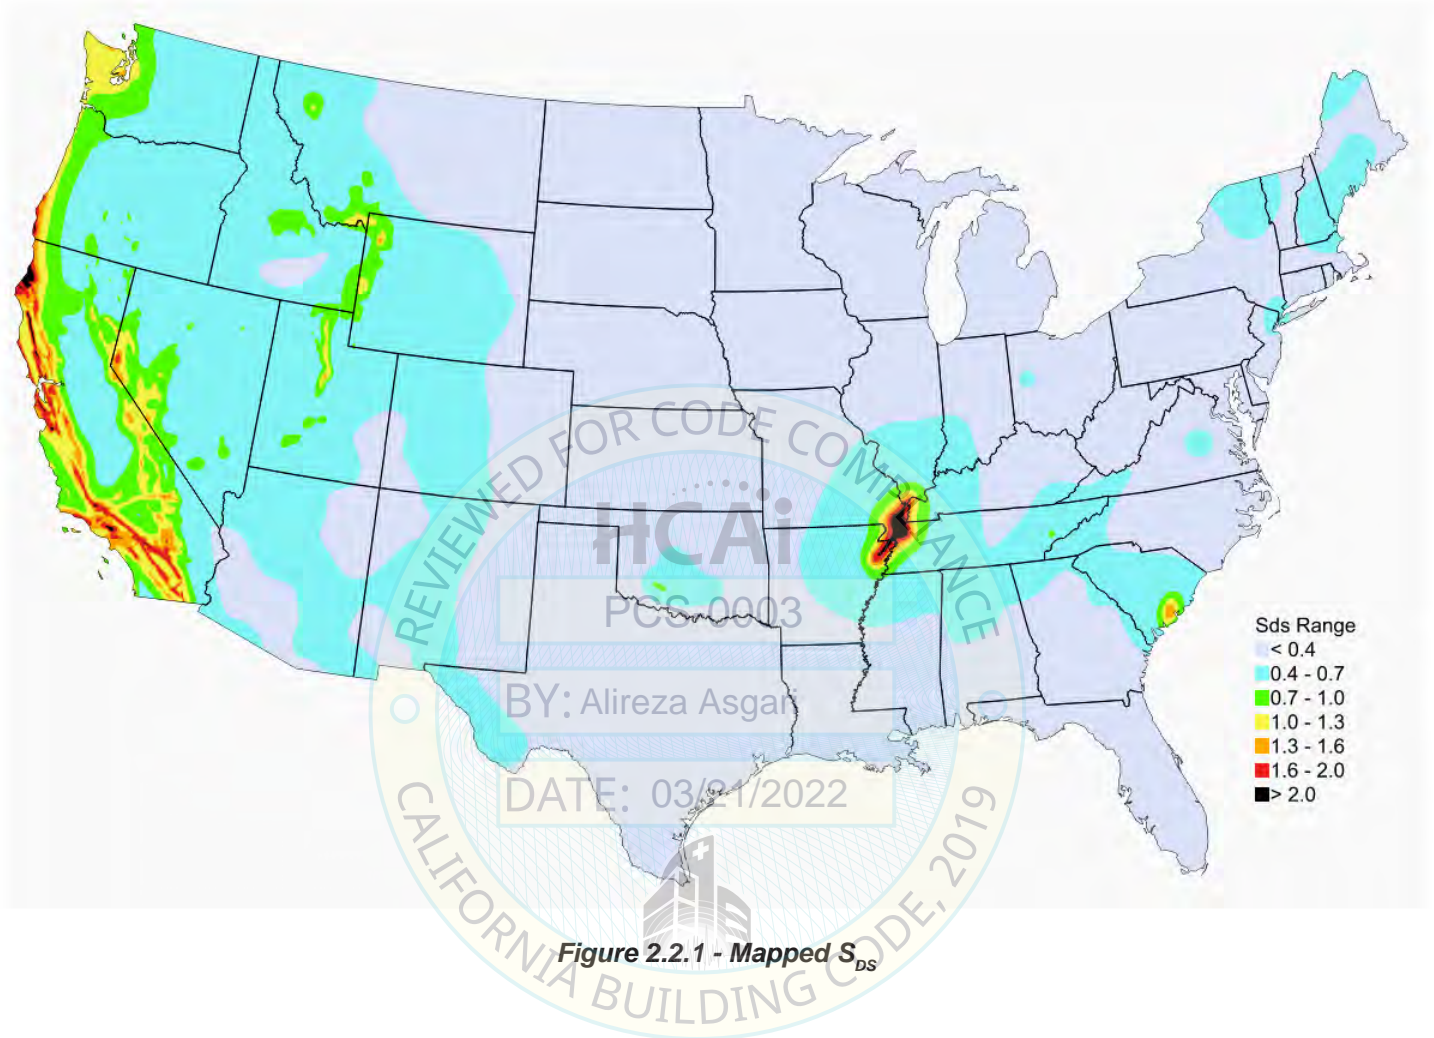 REVIEWED FOR CODE COMPLIANCE
HCAi
PCS-0003
BY: Alireza Asgari
DATE: 03/21/2022
CALIFORNIA BUILDING CODE, 2019
Sds Range
< 0.4
0.4 - 0.7
0.7 - 1.0
1.0 - 1.3
1.3 - 1.6
1.6 - 2.0
> 2.0
Figure 2.2.1 - Mapped SDS